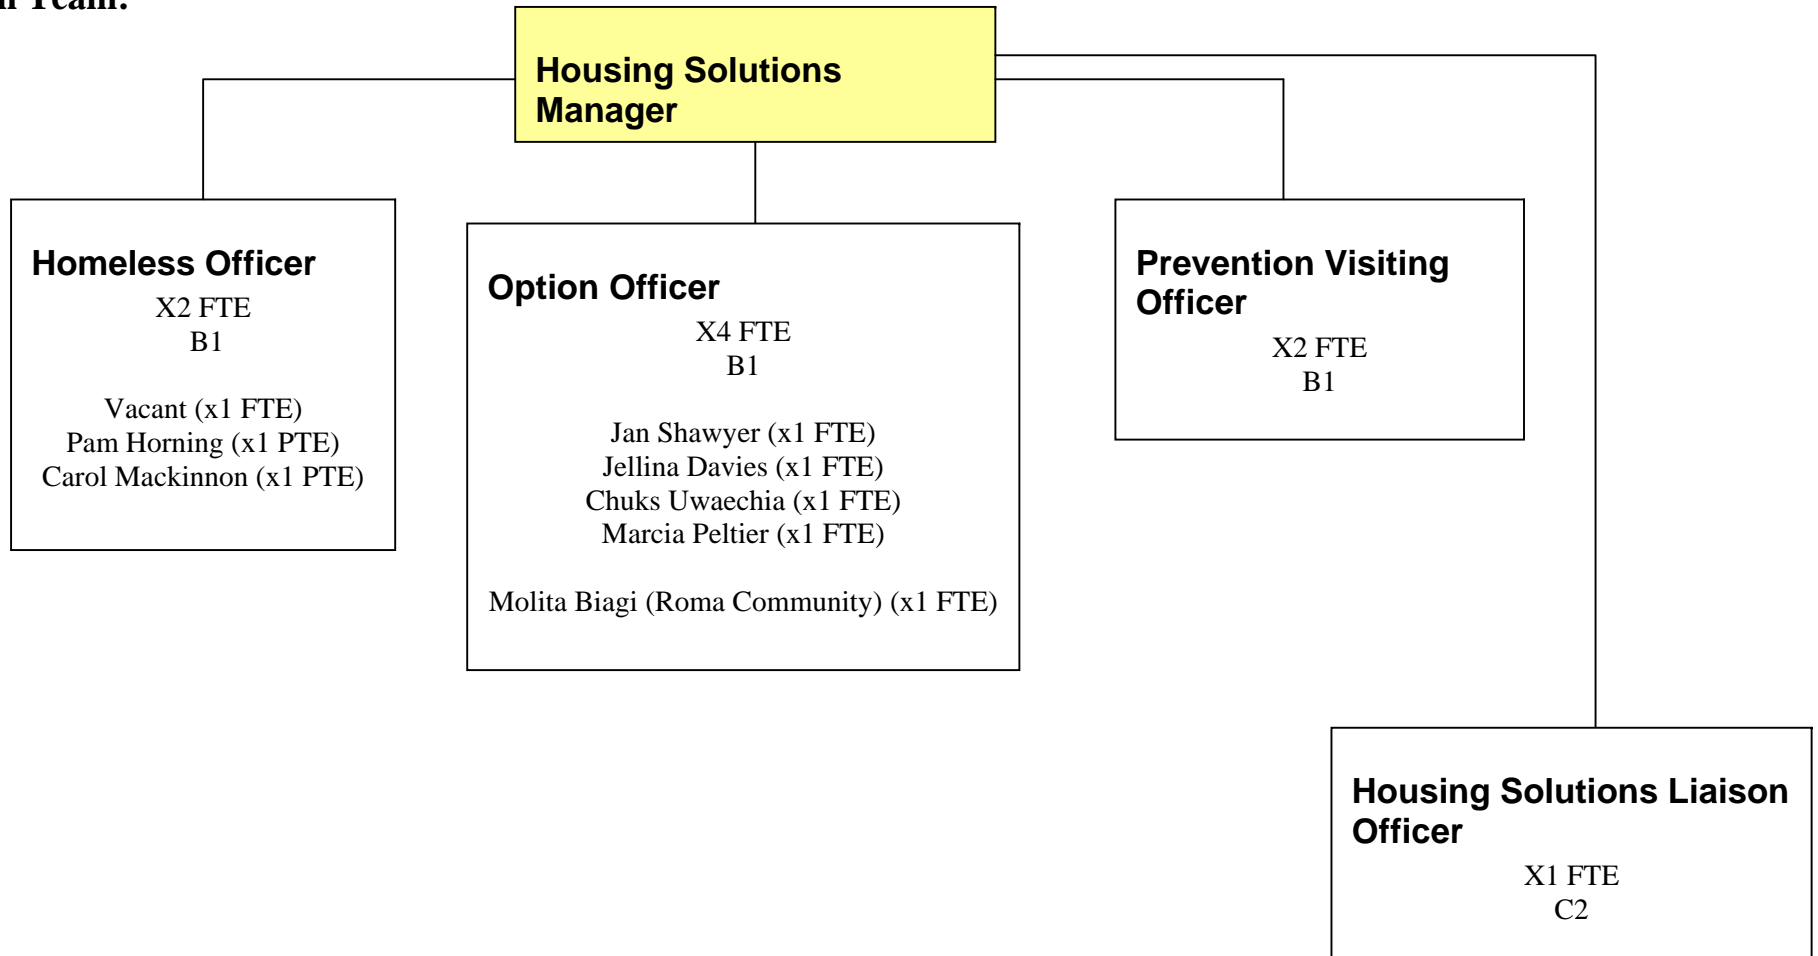 Team:
Housing Solutions
Manager
Homeless Officer
X2 FTE
B1
Vacant (x1 FTE)
Pam Horning (x1 PTE)
Carol Mackinnon (x1 PTE)
Option Officer
X4 FTE
B1
Jan Shawyer (x1 FTE)
Jellina Davies (x1 FTE)
Chuks Uwaechia (x1 FTE)
Marcia Peltier (x1 FTE)
Molita Biagi (Roma Community) (x1 FTE)
Prevention Visiting
Officer
X2 FTE
B1
Housing Solutions Liaison
Officer
X1 FTE
C2